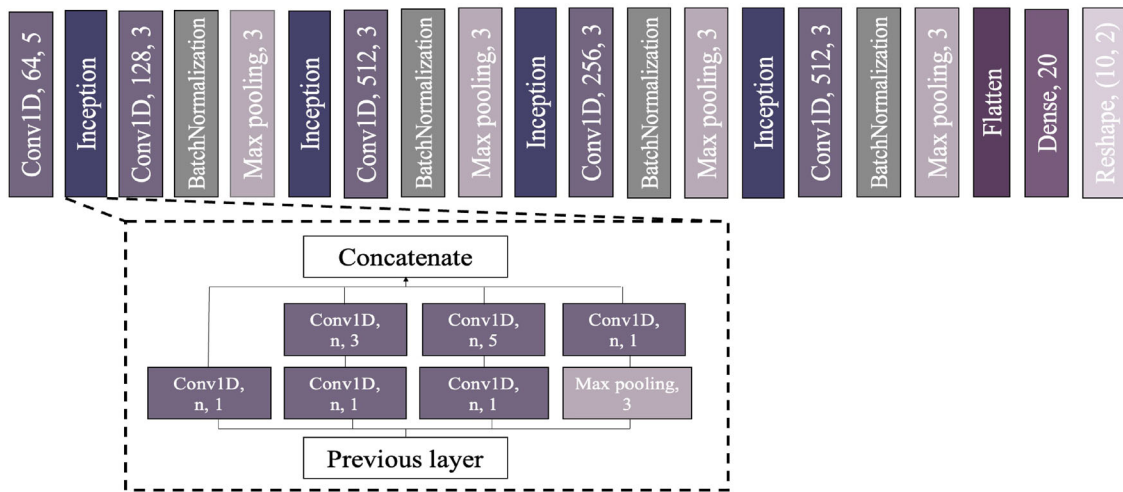 Conv1D, 64, 5
Inception
Conv1D, 128, 3
BatchNormalization
Max pooling, 3
Inception
Conv1D, 512, 3
BatchNormalization
Max pooling, 3
Inception
Conv1D, 256, 3
BatchNormalization
Max pooling, 3
Inception
Conv1D, 512, 3
BatchNormalization
Max pooling, 3
Flatten
Dense, 20
Reshape, (10, 2)
Concatenate
Conv1D,
n, 3
Conv1D,
n, 5
Conv1D,
n, 1
Conv1D,
n, 1
Conv1D,
n, 1
Conv1D,
n, 1
Max pooling,
3
Previous layer